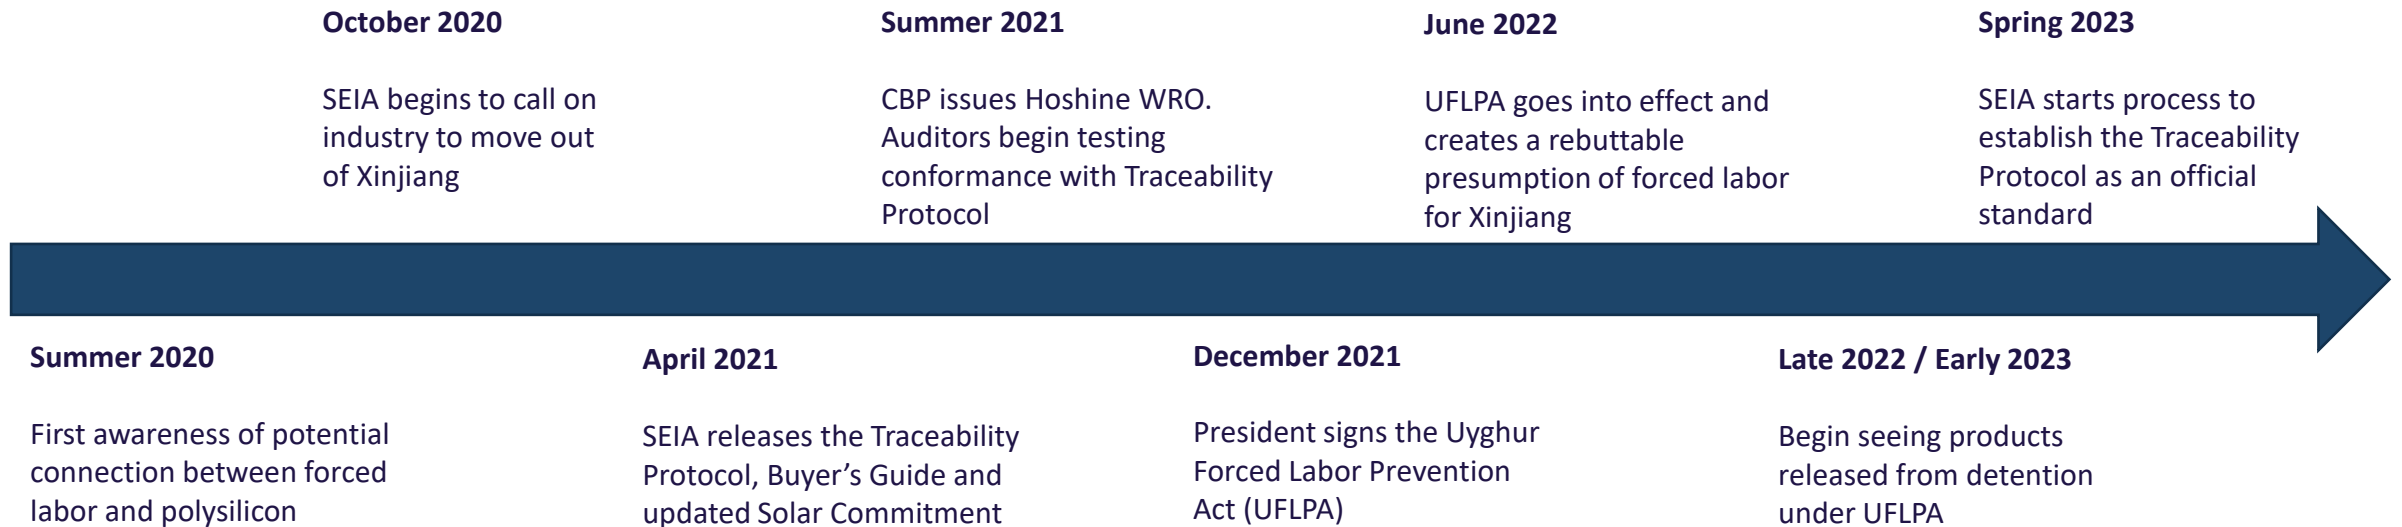 October 2020
SEIA begins to call on
industry to move out
of Xinjiang
Summer 2021
CBP issues Hoshine WRO.
Auditors begin testing
conformance with Traceability
Protocol
June 2022
UFLPA goes into effect and
creates a rebuttable
presumption of forced labor
for Xinjiang
Spring 2023
SEIA starts process to
establish the Traceability
Protocol as an official
standard
Summer 2020
First awareness of potential
connection between forced
labor and polysilicon
April 2021
SEIA releases the Traceability
Protocol, Buyer’s Guide and
updated Solar Commitment
December 2021
President signs the Uyghur
Forced Labor Prevention
Act (UFLPA)
Late 2022 / Early 2023
Begin seeing products
released from detention
under UFLPA